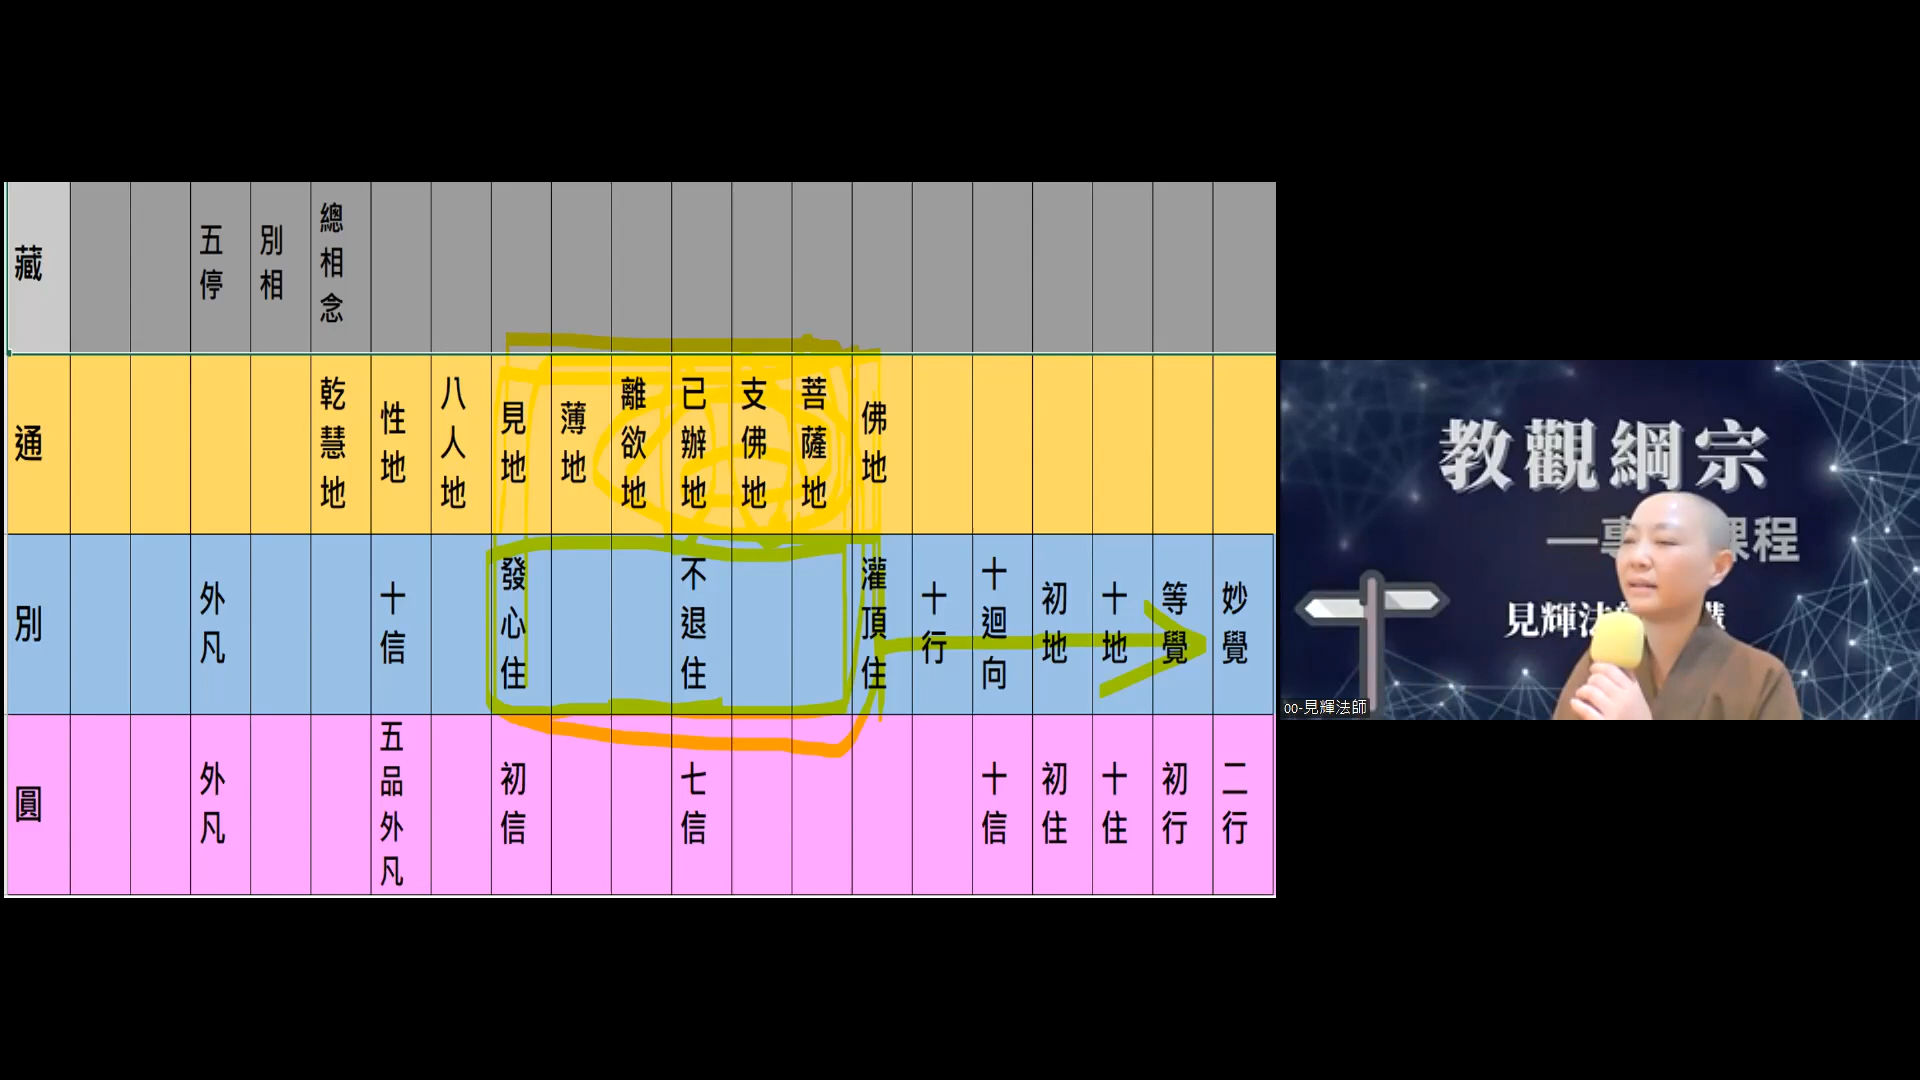 藏 五停 別相 總相念
通 乾慧地 性地 八人地 見地 薄地 離欲地 已辦地 支佛地 菩薩地 佛地
別 外凡 十信 發心住 不退住 灌頂住 十行 十迴向 初地 十地 等覺 妙覺
圓 外凡 五品外凡 初信 七信 十信 初住 十住 初行 二行
教觀綱宗
課程
見輝法
oo-見輝法師